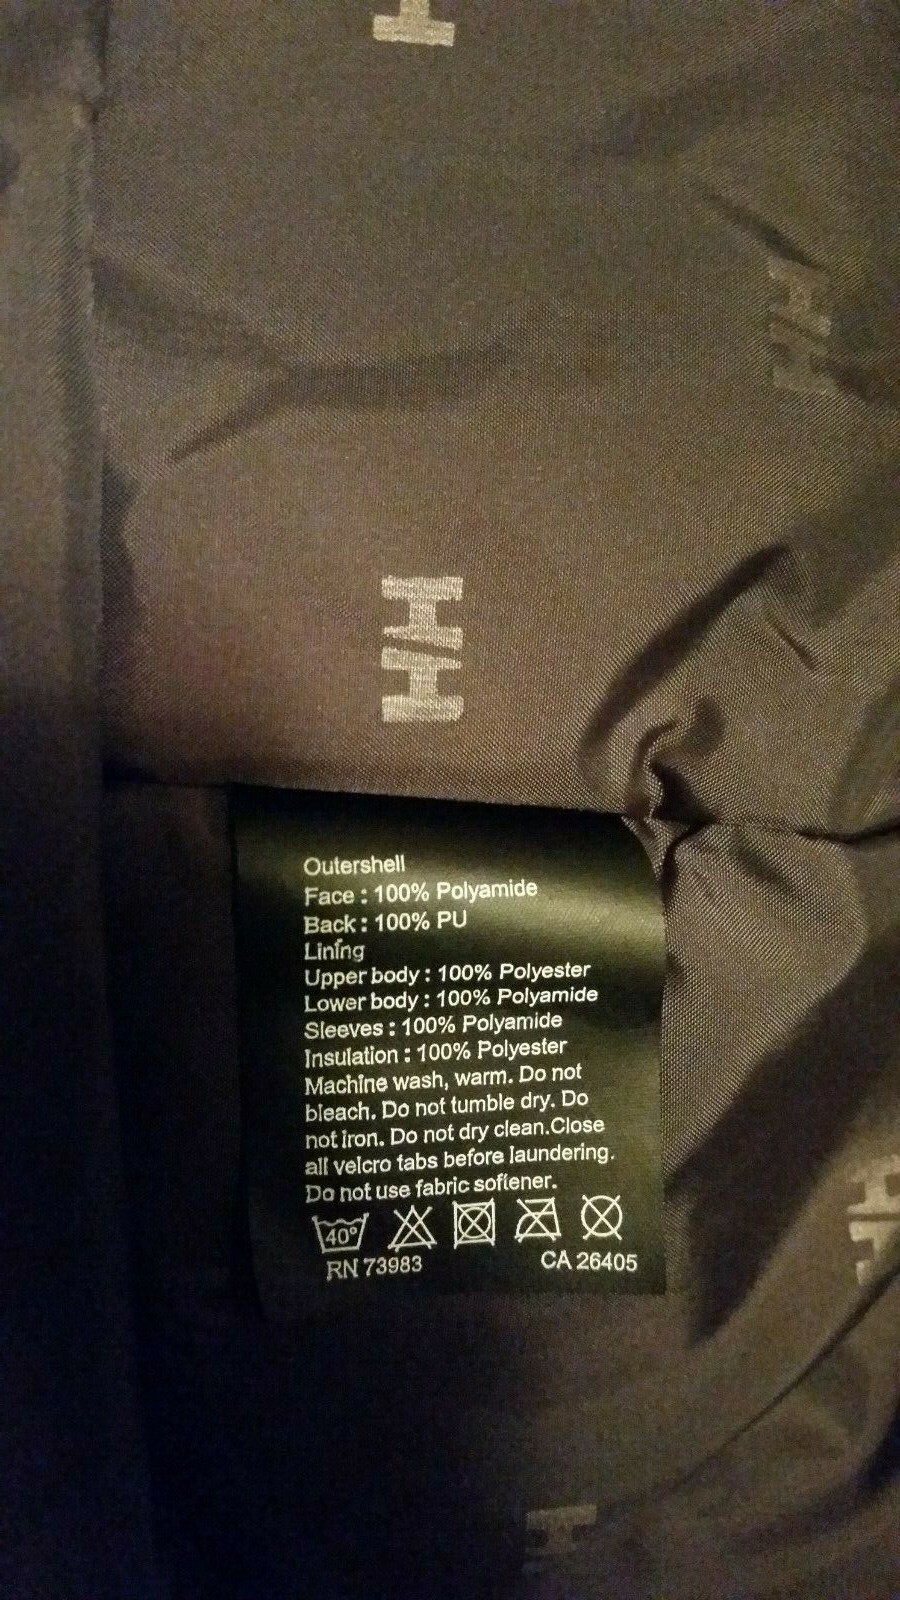 Outershell
Face : 100% Polyamide
Back : 100% PU
Lining
Upper body : 100% Polyester
Lower body : 100% Polyamide
Sleeves : 100% Polyamide
Insulation : 100% Polyester
Machine wash, warm. Do not
bleach. Do not tumble dry. Do
not iron. Do not dry clean.Close
all velcro tabs before laundering.
Do not use fabric softener.
40°
RN 73983 CA 26405